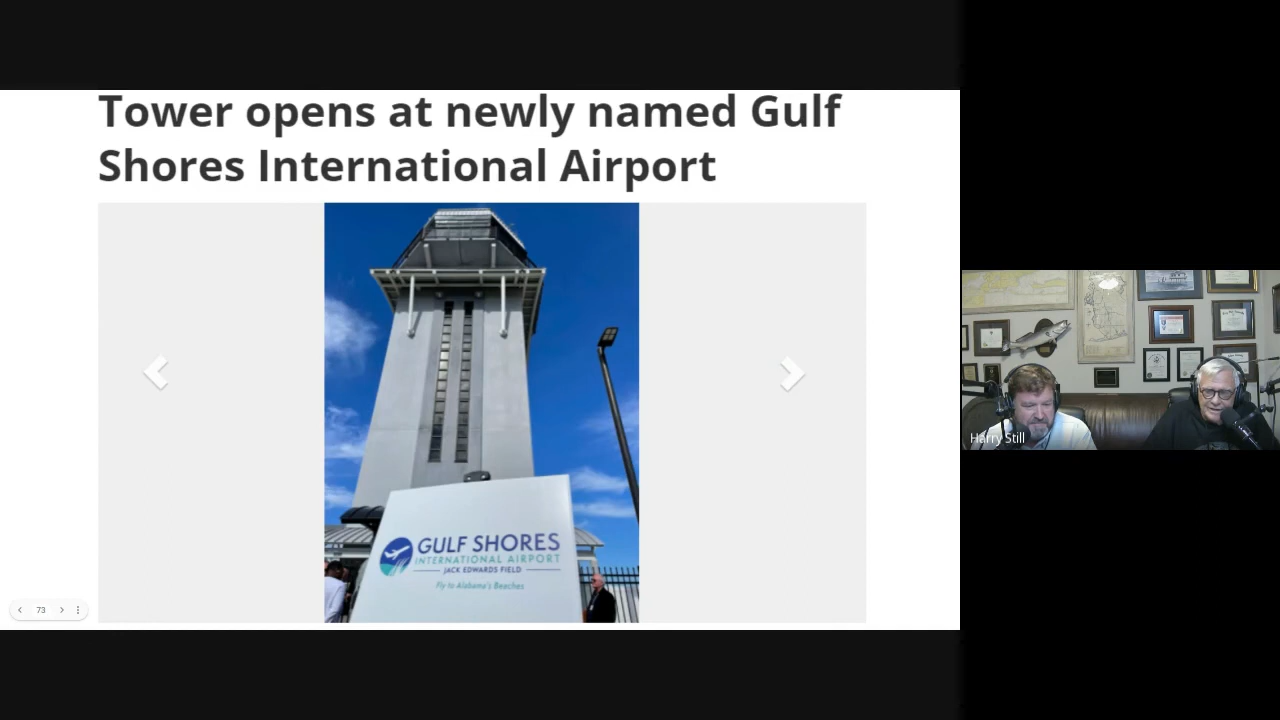 Tower opens at newly named Gulf
Shores International Airport
GULF SHORES
INTERNATIONAL AIRPORT
JACK EDWARDS FIELD
Fly to Alabama's Beaches
73
Harry Still